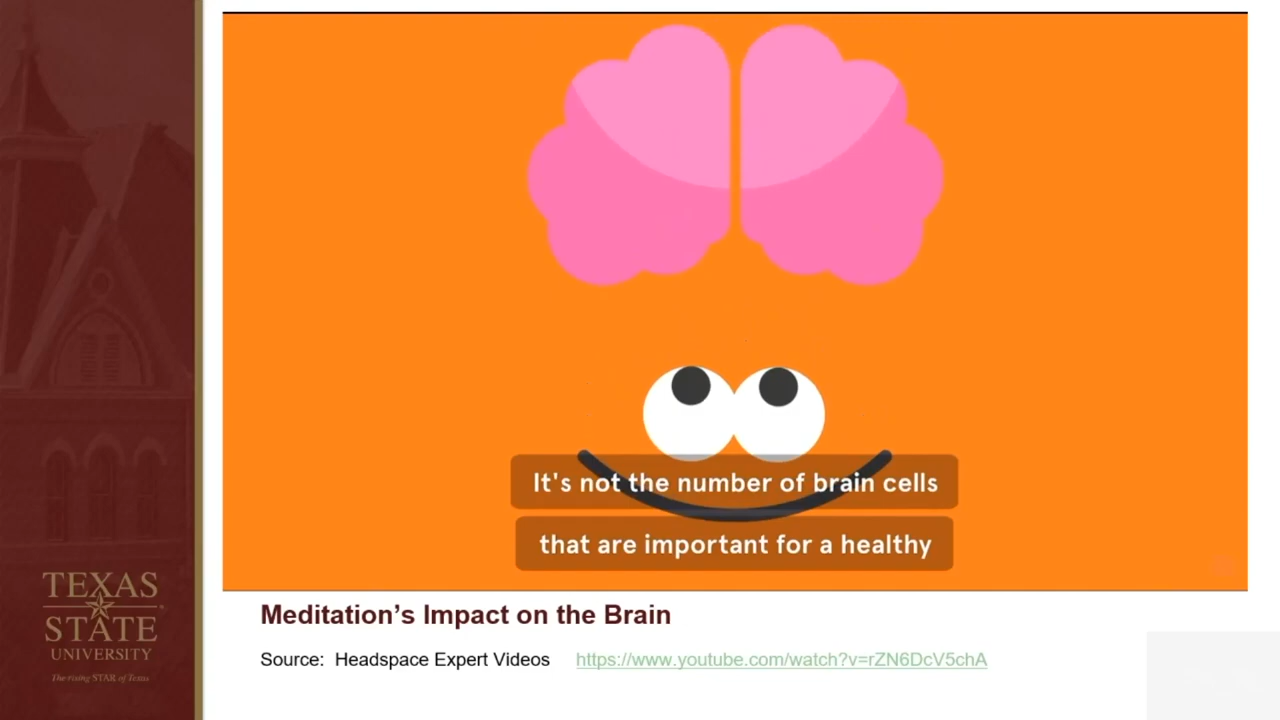 It's not the number of brain cells
that are important for a healthy
Meditation’s Impact on the Brain
Source: Headspace Expert Videos https://www.youtube.com/watch?v=rZN6DcV5chA
TEXAS
STATE
UNIVERSITY
The rising STAR of Texas